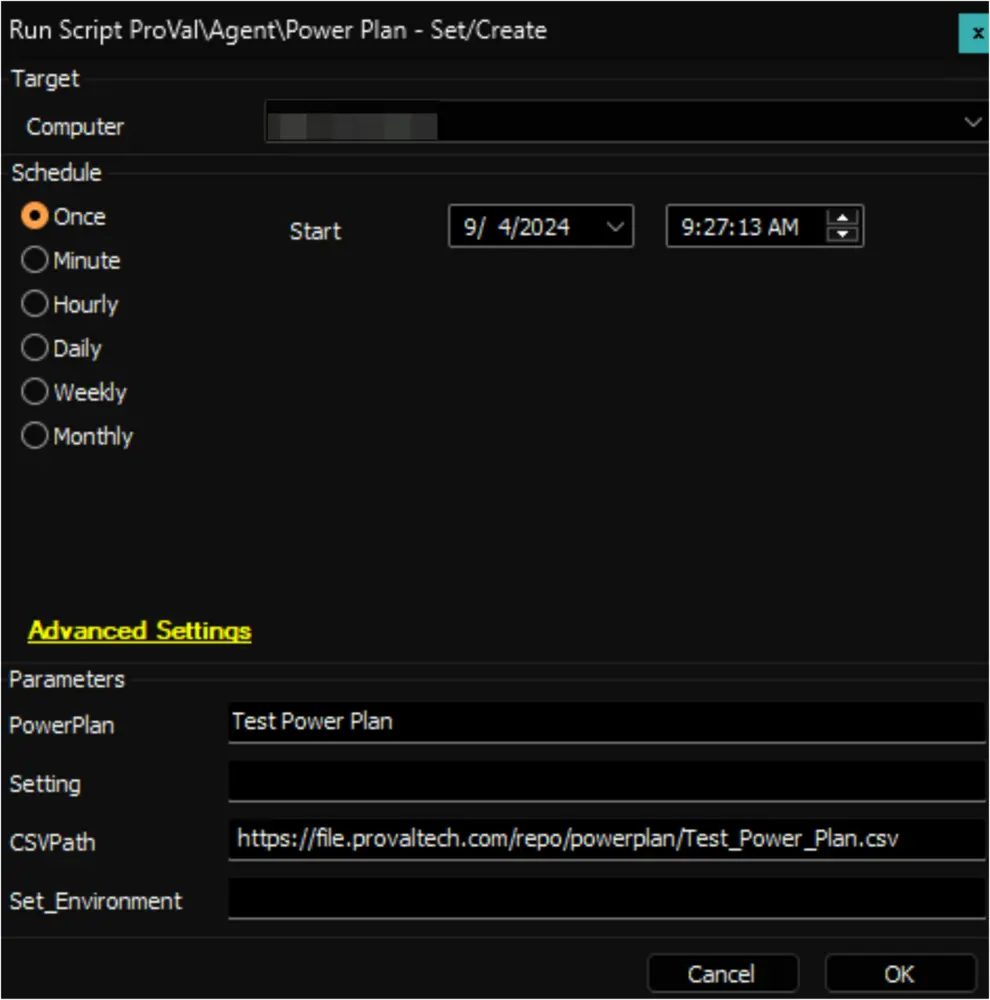 Run Script ProVal\Agent\Power Plan - Set/Create
x
Target
Computer
Schedule
Once
Start
9/ 4/2024
9:27:13 AM
Minute
Hourly
Daily
Weekly
Monthly
Advanced Settings
Parameters
PowerPlan
Test Power Plan
Setting
CSVPath
https://file.provaltech.com/repo/powerplan/Test_Power_Plan.csv
Set_Environment
Cancel
OK